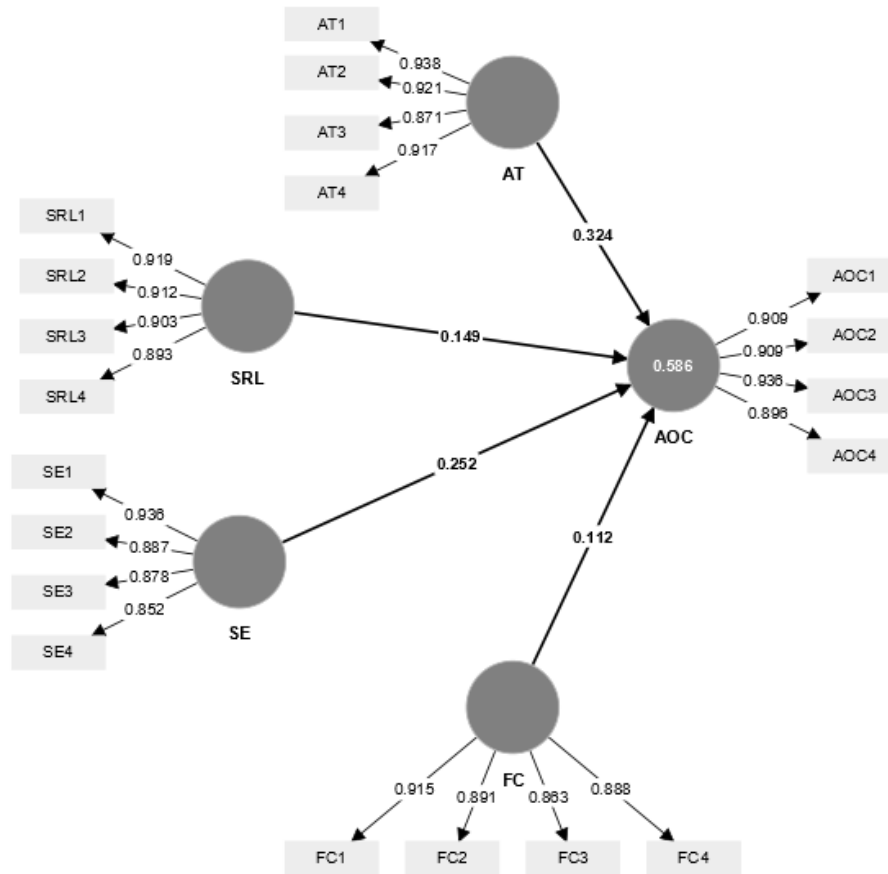 AT1
AT2
AT3
AT4
0.938
0.921
0.871
0.917
AT
0.324
SRL1
SRL2
SRL3
SRL4
0.919
0.912
0.903
0.893
SRL
0.149
AOC1
AOC2
AOC3
AOC4
0.909
0.909
0.936
0.896
0.586
AOC
SE1
SE2
SE3
SE4
0.936
0.887
0.878
0.852
SE
0.252
0.112
FC
0.915
0.891
0.863
0.888
FC1
FC2
FC3
FC4